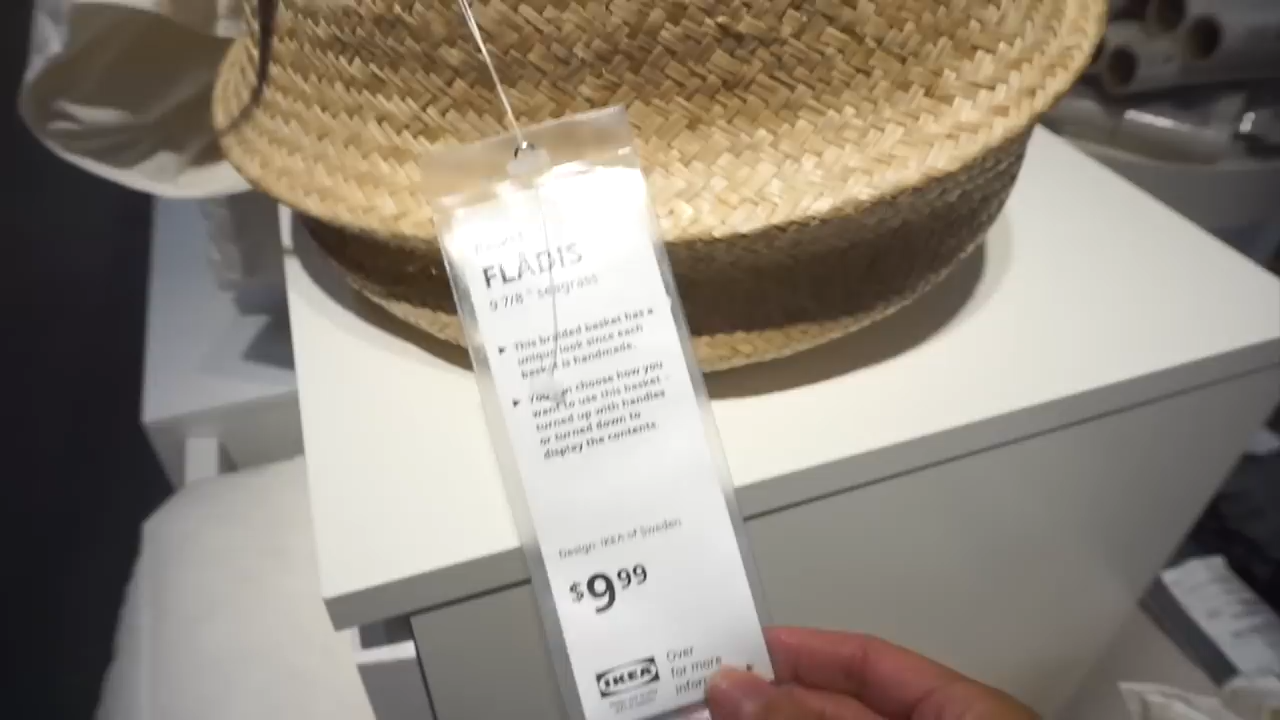 FLÅDIS
9 7/8 " seagrass
► This braided basket has a
unique look since each
basket is handmade.
► You can choose how you
want to use this basket –
turned up with handles
or turned down to
display the contents.
Design: IKEA of Sweden
$9.99
IKEA
Over
for more